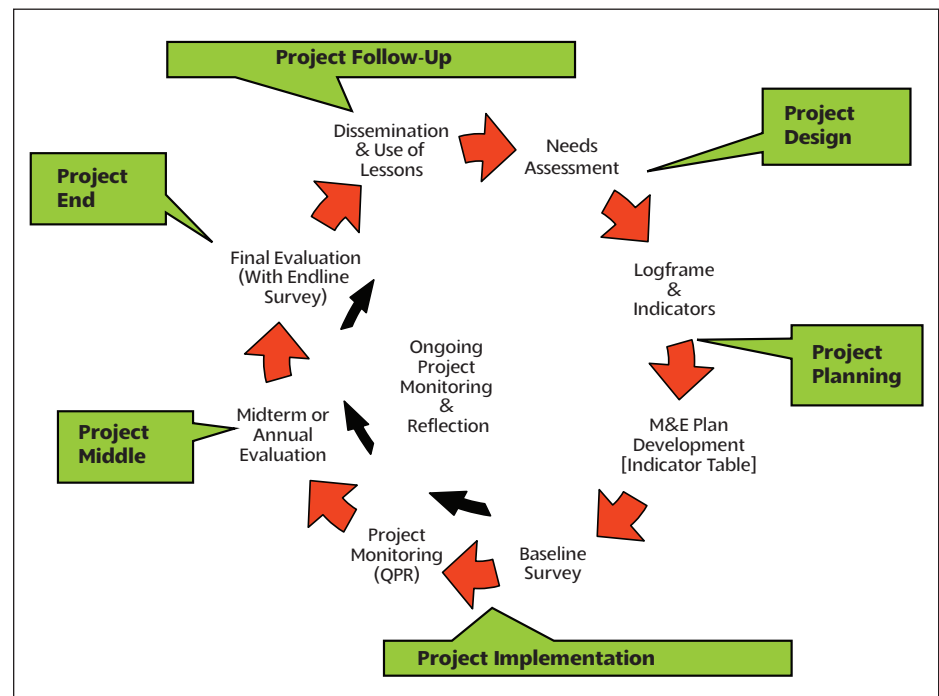 Project Follow-Up
Dissemination
& Use of
Lessons
Needs
Assessment
Project
Design
Project
End
Final Evaluation
(With Endline
Survey)
Logframe
&
Indicators
Ongoing
Project
Monitoring
&
Reflection
Project
Planning
Project
Middle
Midterm or
Annual
Evaluation
M&E Plan
Development
[Indicator Table]
Project
Monitoring
(QPR)
Baseline
Survey
Project Implementation